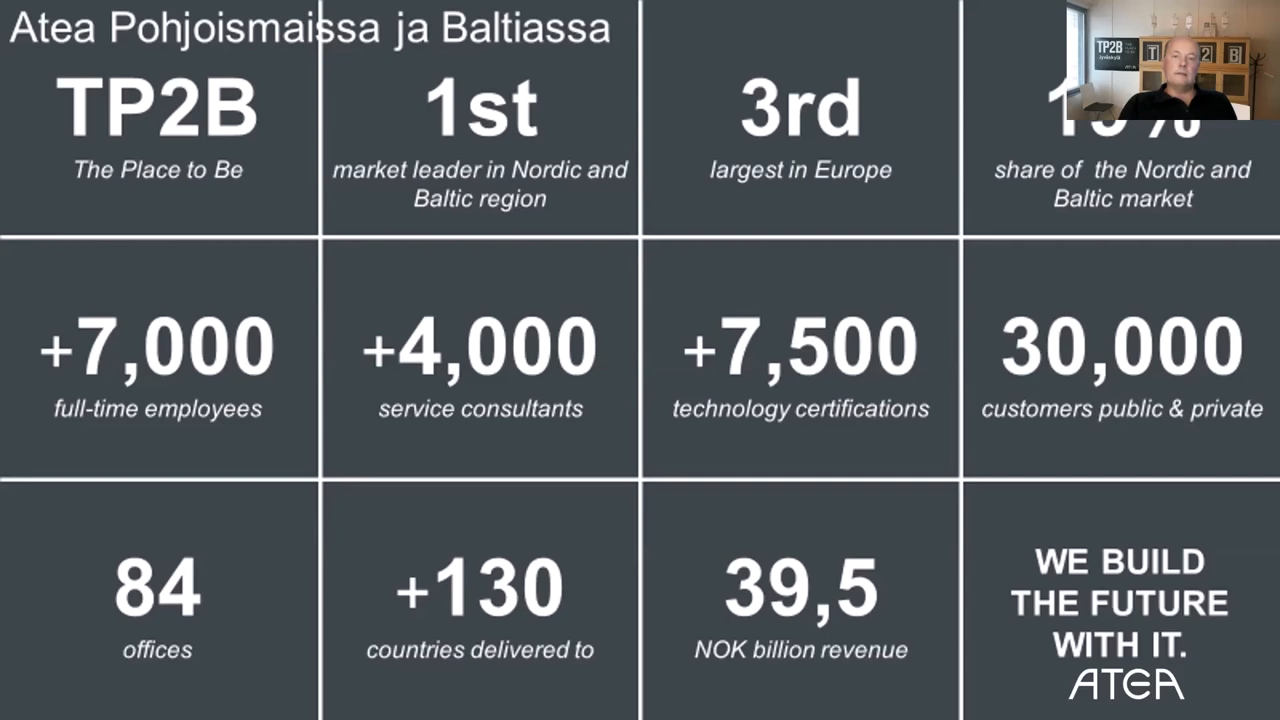 Atea Pohjoismaissa ja Baltiassa
TP2B
The Place to Be
1st
market leader in Nordic and
Baltic region
3rd
largest in Europe
share of the Nordic and
Baltic market
+7,000
full-time employees
+4,000
service consultants
+7,500
technology certifications
30,000
customers public & private
84
offices
+130
countries delivered to
39,5
NOK billion revenue
WE BUILD
THE FUTURE
WITH IT.
ATEA
TP2B
Jyväskylä
T
2
B